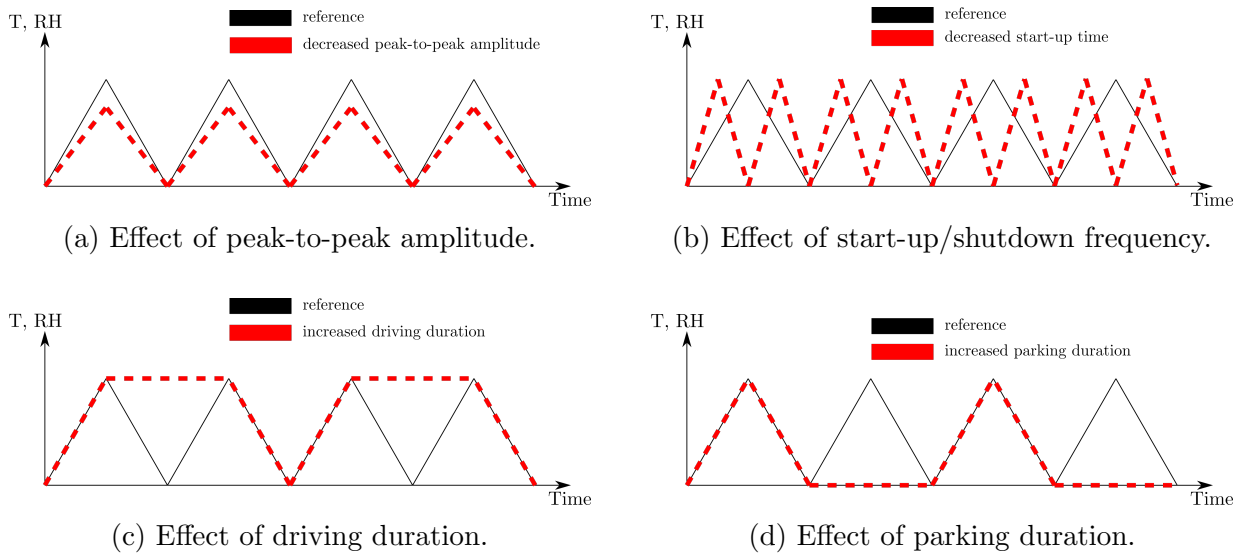 T, RH
reference
decreased peak-to-peak amplitude
Time
(a) Effect of peak-to-peak amplitude.
T, RH
reference
decreased start-up time
Time
(b) Effect of start-up/shutdown frequency.
T, RH
reference
increased driving duration
Time
(c) Effect of driving duration.
T, RH
reference
increased parking duration
Time
(d) Effect of parking duration.